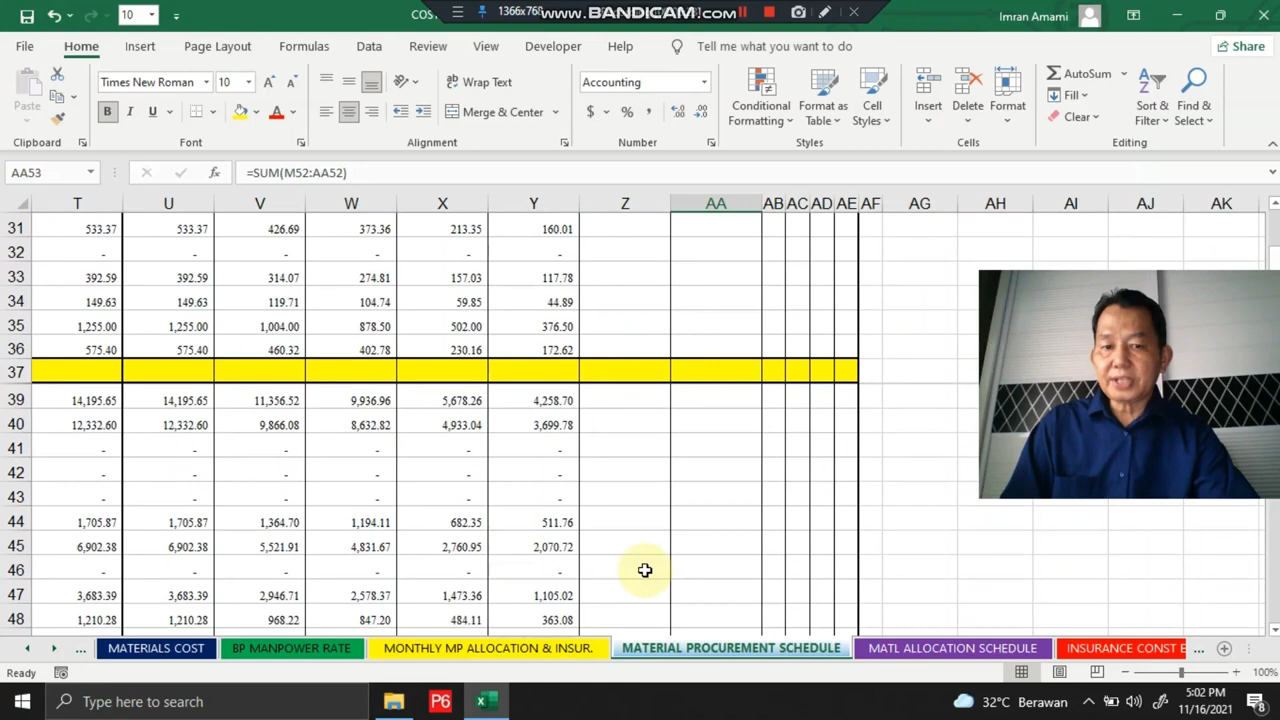 10
COS
1366x768
www.BANDICAM.com
Imran Amami
File Home Insert Page Layout Formulas Data Review View Developer Help Tell me what you want to do Share
Paste
Times New Roman 10
B I U
Wrap Text
Merge & Center
Accounting
$ % ,
Conditional Formatting
Format as Table
Cell Styles
Insert Delete Format
AutoSum
Fill
Clear
Sort & Filter
Find & Select
Clipboard Font Alignment Number Styles Cells Editing
AA53 fx =SUM(M52:AA52)
T U V W X Y Z AA AB AC AD AE AF AG AH AI AJ AK
31 533.37 533.37 426.69 373.36 213.35 160.01
32 - - - - - -
33 392.59 392.59 314.07 274.81 157.03 117.78
34 149.63 149.63 119.71 104.74 59.85 44.89
35 1,255.00 1,255.00 1,004.00 878.50 502.00 376.50
36 575.40 575.40 460.32 402.78 230.16 172.62
37
39 14,195.65 14,195.65 11,356.52 9,936.96 5,678.26 4,258.70
40 12,332.60 12,332.60 9,866.08 8,632.82 4,933.04 3,699.78
41 - - - - - -
42 - - - - - -
43 - - - - - -
44 1,705.87 1,705.87 1,364.70 1,194.11 682.35 511.76
45 6,902.38 6,902.38 5,521.91 4,831.67 2,760.95 2,070.72
46 - - - - - -
47 3,683.39 3,683.39 2,946.71 2,578.37 1,473.36 1,105.02
48 1,210.28 1,210.28 968.22 847.20 484.11 363.08
... MATERIALS COST BP MANPOWER RATE MONTHLY MP ALLOCATION & INSUR. MATERIAL PROCUREMENT SCHEDULE MATL ALLOCATION SCHEDULE INSURANCE CONST E ...
Ready 100%
Type here to search P6 32°C Berawan 5:02 PM
11/16/2021 8